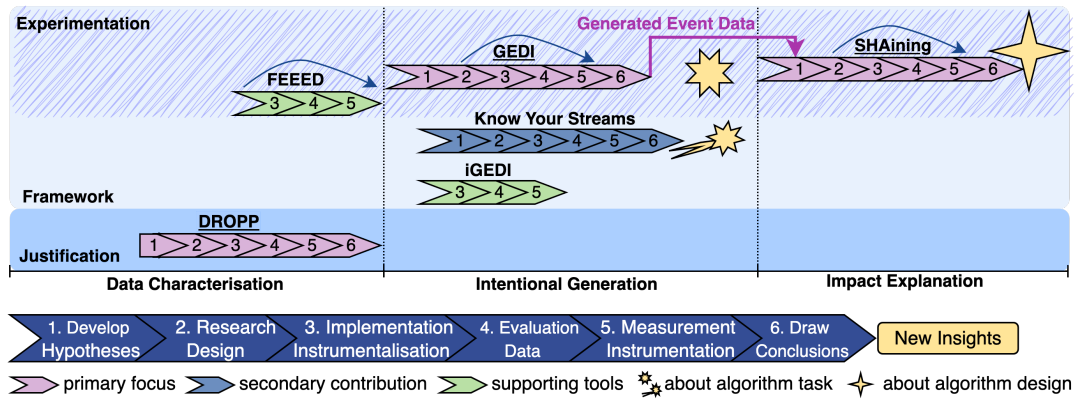 Experimentation
Generated Event Data
GEDI
SHAining
FEEED
1 2 3 4 5 6
1 2 3 4 5 6
3 4 5
Know Your Streams
1 2 3 4 5 6
iGEDI
3 4 5
Framework
DROPP
1 2 3 4 5 6
Justification
Data Characterisation
Intentional Generation
Impact Explanation
1. Develop
Hypotheses
2. Research
Design
3. Implementation
Instrumentalisation
4. Evaluation
Data
5. Measurement
Instrumentation
6. Draw
Conclusions
New Insights
primary focus
secondary contribution
supporting tools
about algorithm task
about algorithm design